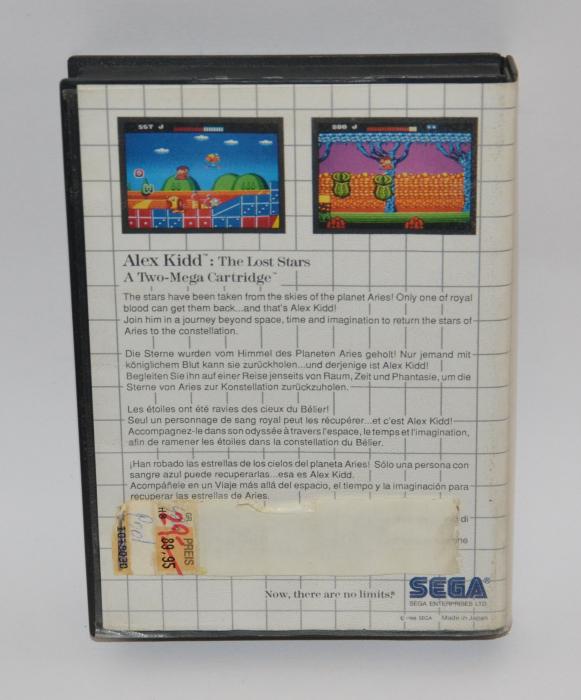 Alex Kidd™: The Lost Stars
A Two-Mega Cartridge™
The stars have been taken from the skies of the planet Aries! Only one of royal
blood can get them back...and that's Alex Kidd!
Join him in a journey beyond space, time and imagination to return the stars of
Aries to the constellation.
Die Sterne wurden vom Himmel des Planeten Aries geholt! Nur jemand mit
königlichem Blut kann sie zurückholen...und derjenige ist Alex Kidd!
Begleiten Sie ihn auf einer Reise jenseits von Raum, Zeit und Phantasie, um die
Sterne von Aries zur Konstellation zurückzuholen.
Les étoiles ont été ravies des cieux du Bélier!
Seul un personnage de sang royal peut les récupérer...et c'est Alex Kidd!
Accompagnez-le dans son odyssée à travers l'espace, le temps et l'imagination,
afin de ramener les étoiles dans la constellation du Bélier.
¡Han robado las estrellas de los cielos del planeta Aries! Sólo una persona con
sangre azul puede recuperarlas...esa es Alex Kidd.
Acompáñele en un Viaje más allá del espacio, el tiempo y la imaginación para
recuperar las estrellas de Aries.
di
GR PREIS
89,95
Now, there are no limits!®
SEGA®
SEGA ENTERPRISES LTD.
© 1988 SEGA Made in Japan